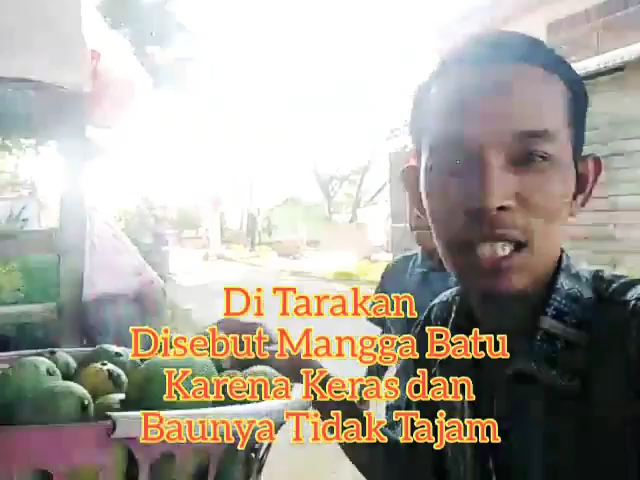 Di Tarakan
Disebut Mangga Batu
Karena Keras dan
Baunya Tidak Tajam